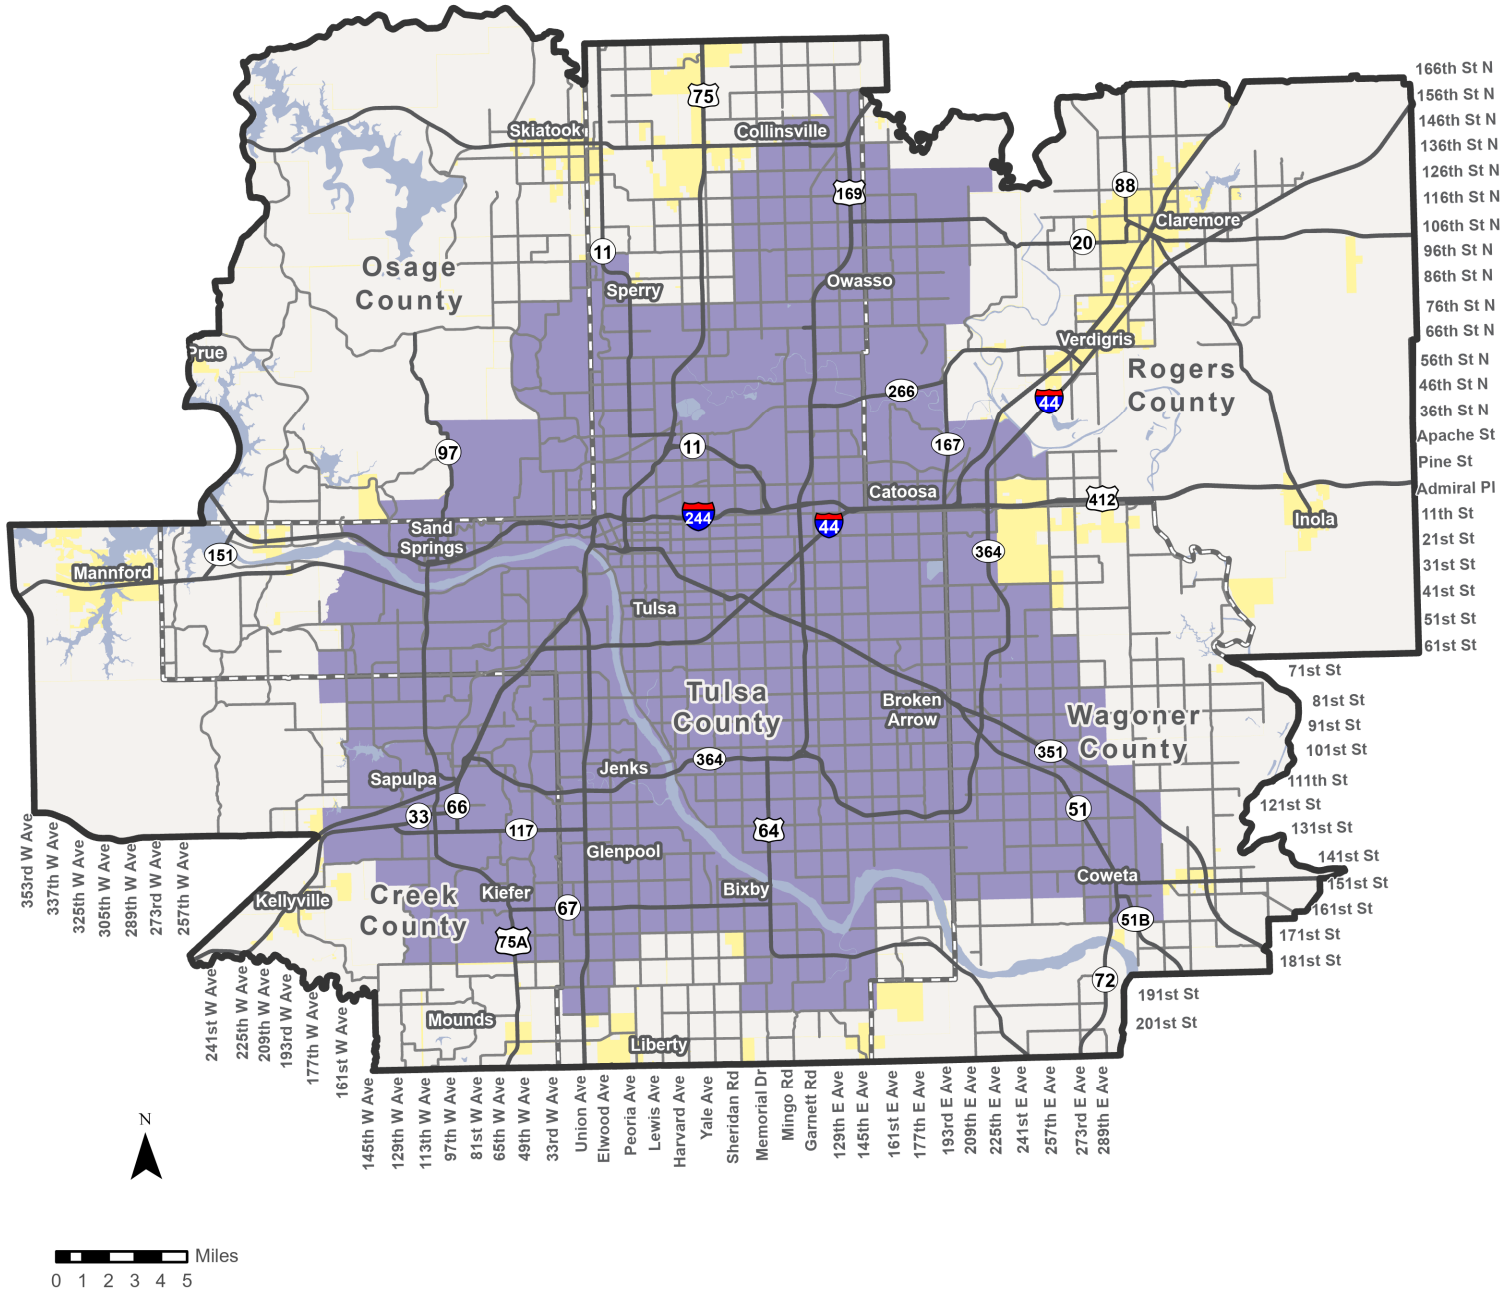 166th St N
156th St N
146th St N
136th St N
126th St N
116th St N
106th St N
96th St N
86th St N
76th St N
66th St N
56th St N
46th St N
36th St N
Apache St
Pine St
Admiral Pl
11th St
21st St
31st St
41st St
51st St
61st St
71st St
81st St
91st St
101st St
111th St
121st St
131st St
141st St
151st St
161st St
171st St
181st St
191st St
201st St
75
Skiatook
Collinsville
169
88
Claremore
20
11
Osage
County
Sperry
Owasso
Prue
Verdigris
Rogers
County
266
44
97
11
167
Catoosa
412
244
44
Inola
Sand
Springs
151
364
Mannford
Tulsa
Tulsa
County
Broken
Arrow
Wagoner
County
351
364
Jenks
Sapulpa
33
66
117
51
64
Glenpool
Coweta
Bixby
Kiefer
Creek
County
Kellyville
67
51B
75A
72
Mounds
Liberty
353rd W Ave
337th W Ave
325th W Ave
305th W Ave
289th W Ave
273rd W Ave
257th W Ave
241st W Ave
225th W Ave
209th W Ave
193rd W Ave
177th W Ave
161st W Ave
145th W Ave
129th W Ave
113th W Ave
97th W Ave
81st W Ave
65th W Ave
49th W Ave
33rd W Ave
Union Ave
Elwood Ave
Peoria Ave
Lewis Ave
Harvard Ave
Yale Ave
Sheridan Rd
Memorial Dr
Mingo Rd
Garnett Rd
129th E Ave
145th E Ave
161st E Ave
177th E Ave
193rd E Ave
209th E Ave
225th E Ave
241st E Ave
257th E Ave
273rd E Ave
289th E Ave
N
Miles
0 1 2 3 4 5